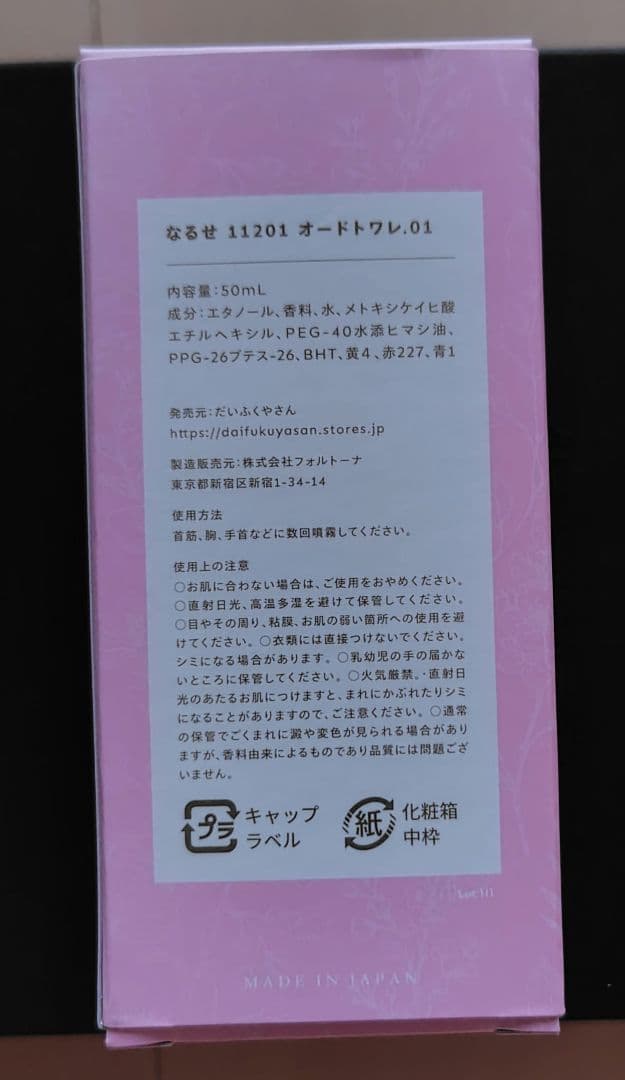 なるせ 11201 オードトワレ.01
内容量:50mL
成分:エタノール、香料、水、メトキシケイヒ酸
エチルヘキシル、PEG-40水添ヒマシ油、
PPG-26ブテス-26、BHT、黄4、赤227、青1
発売元:だいふくやさん
https://daifukuyasan.stores.jp
製造販売元:株式会社フォルトーナ
東京都新宿区新宿1-34-14
使用方法
首筋、胸、手首などに数回噴霧してください。
使用上の注意
○お肌に合わない場合は、ご使用をおやめください。
○直射日光、高温多湿を避けて保管してください。
○目やその周り、粘膜、お肌の弱い箇所への使用を避
けてください。○衣類には直接つけないでください。
シミになる場合があります。○乳幼児の手の届かな
いところに保管してください。○火気厳禁。・直射日
光のあたるお肌につけますと、まれにかぶれたりシミ
になることがありますので、ご注意ください。○通常
の保管でごくまれに澱や変色が見られる場合があり
ますが、香料由来によるものであり品質には問題ござ
いません。
プラ キャップ
ラベル
紙 化粧箱
中枠
MADE IN JAPAN